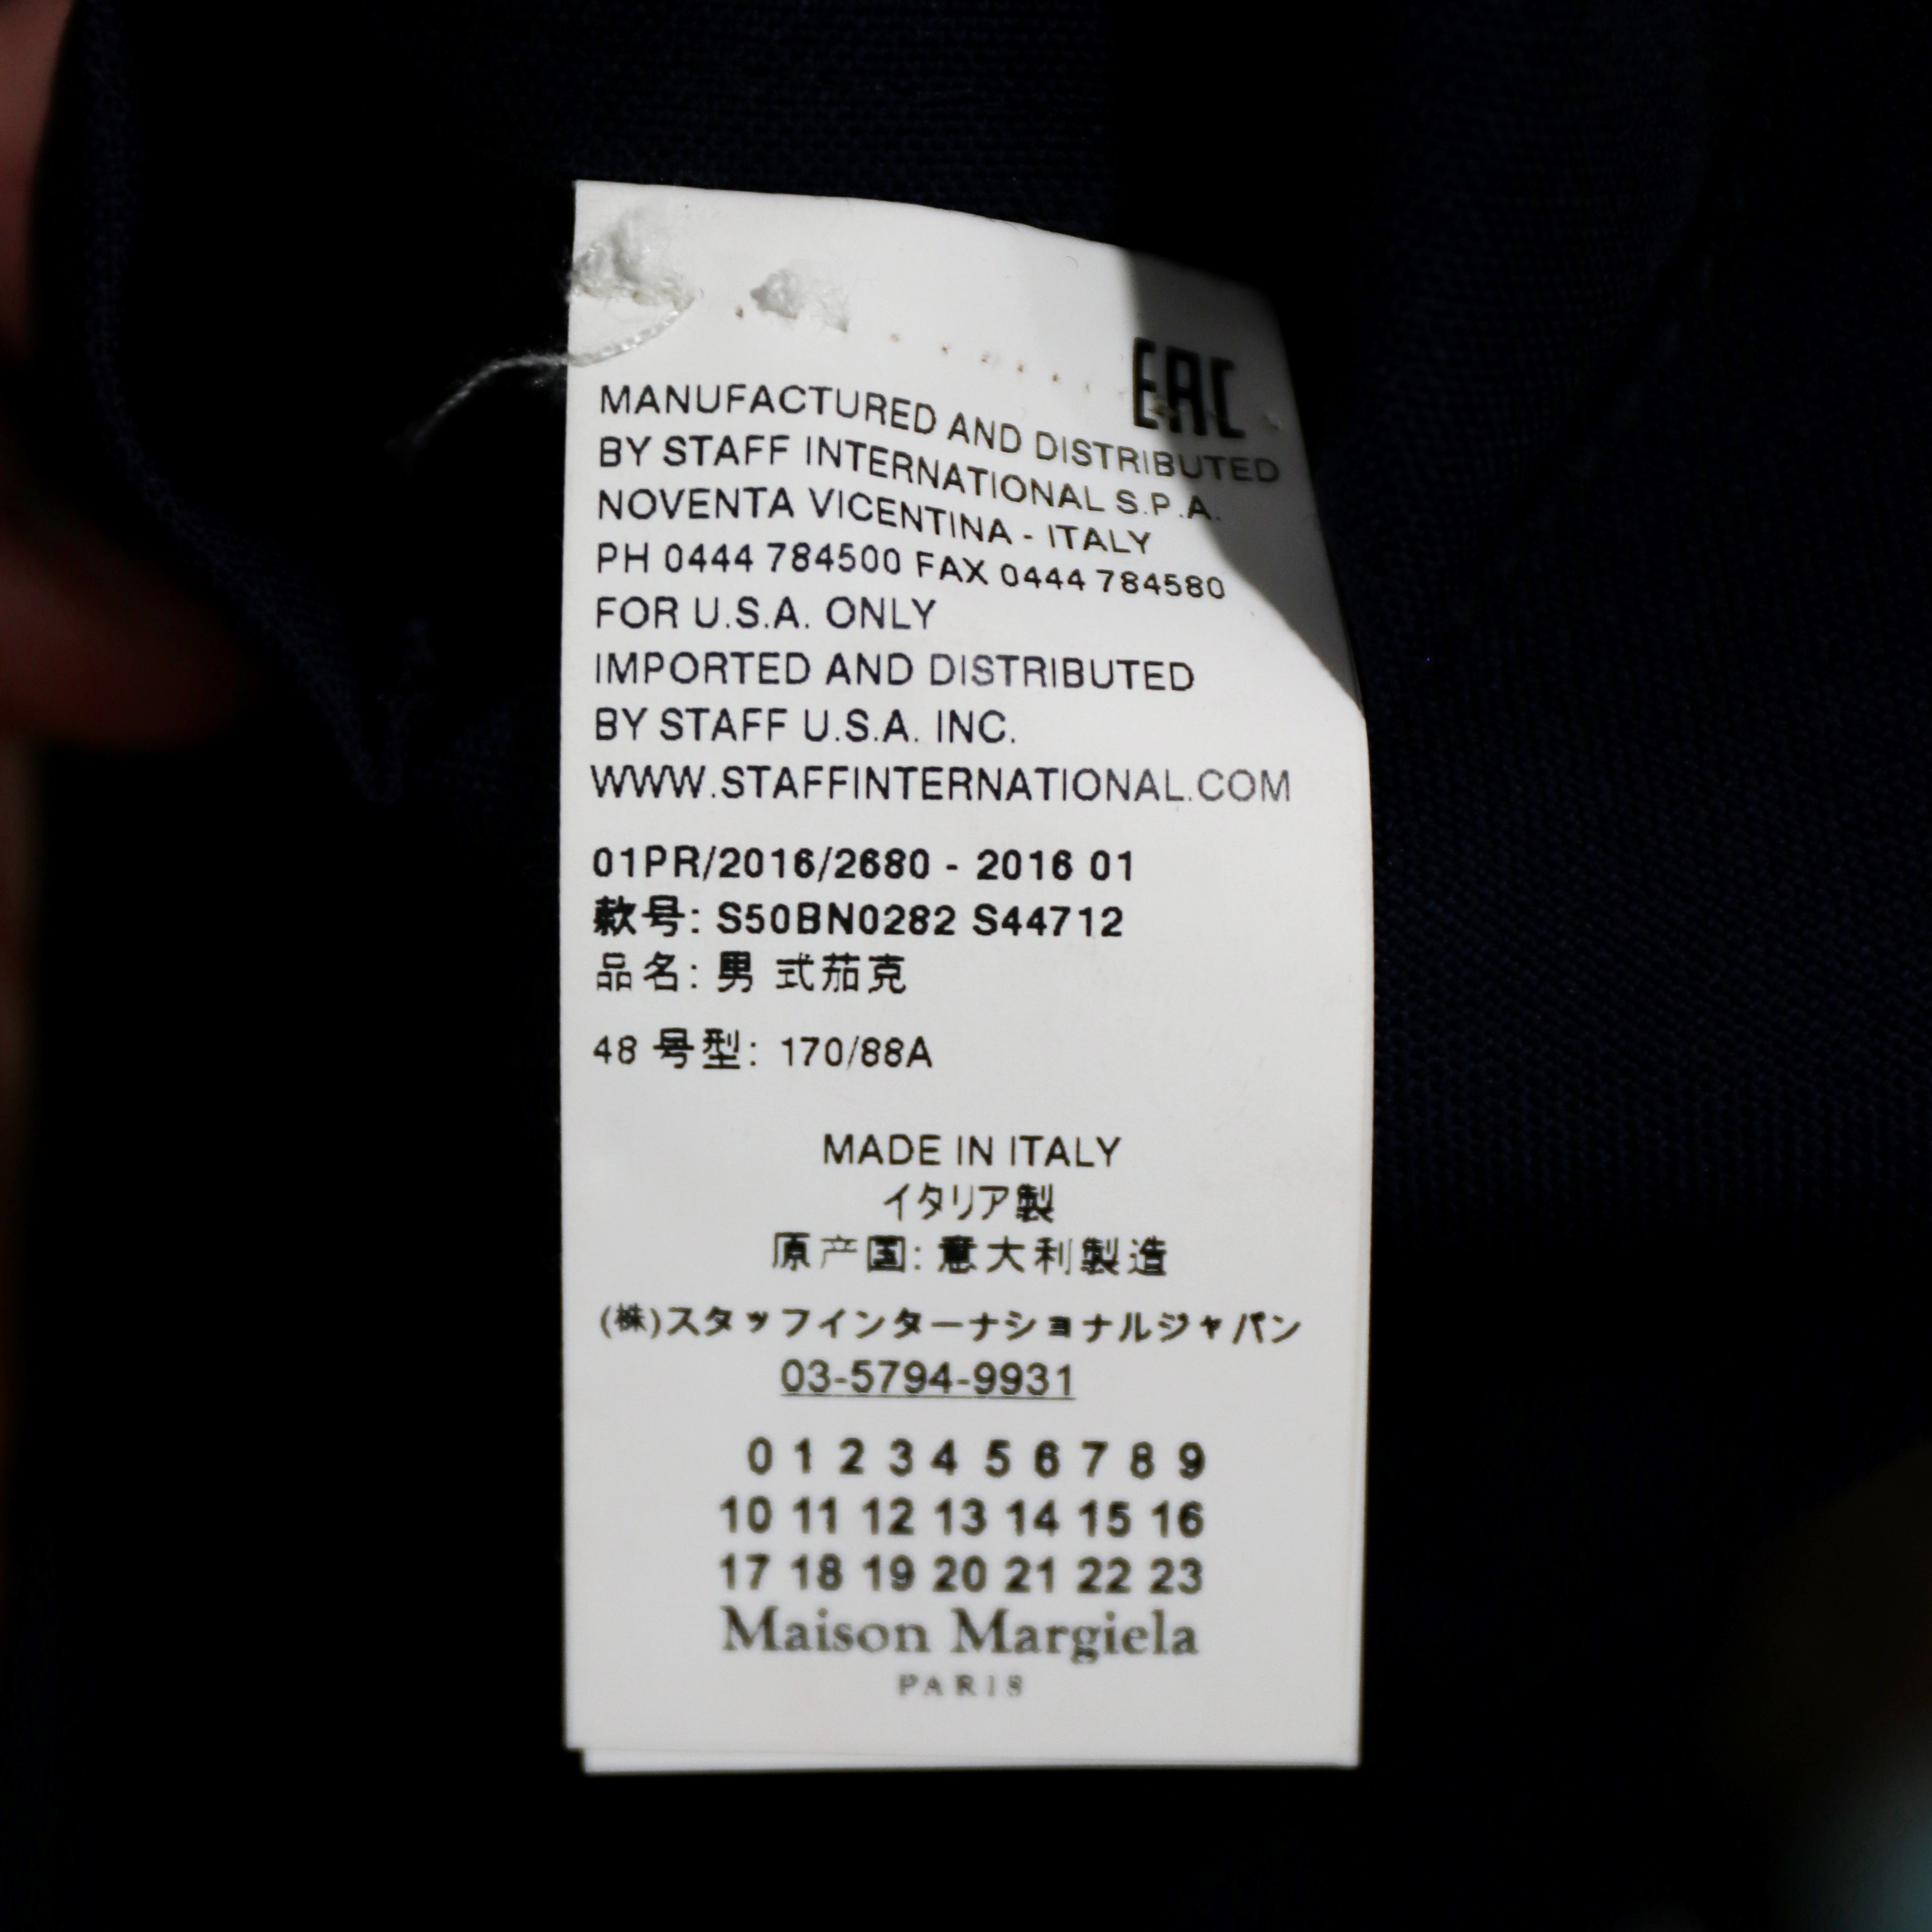 EAC
MANUFACTURED AND DISTRIBUTED
BY STAFF INTERNATIONAL S.P.A.
NOVENTA VICENTINA - ITALY
PH 0444 784500 FAX 0444 784580
FOR U.S.A. ONLY
IMPORTED AND DISTRIBUTED
BY STAFF U.S.A. INC.
WWW.STAFFINTERNATIONAL.COM
01PR/2016/2680 - 2016 01
款号: S50BN0282 S44712
品名: 男 式茄克
48 号型: 170/88A
MADE IN ITALY
イタリア製
原产国: 意大利製造
(株)スタッフインターナショナルジャパン
03-5794-9931
0 1 2 3 4 5 6 7 8 9
10 11 12 13 14 15 16
17 18 19 20 21 22 23
Maison Margiela
PARIS